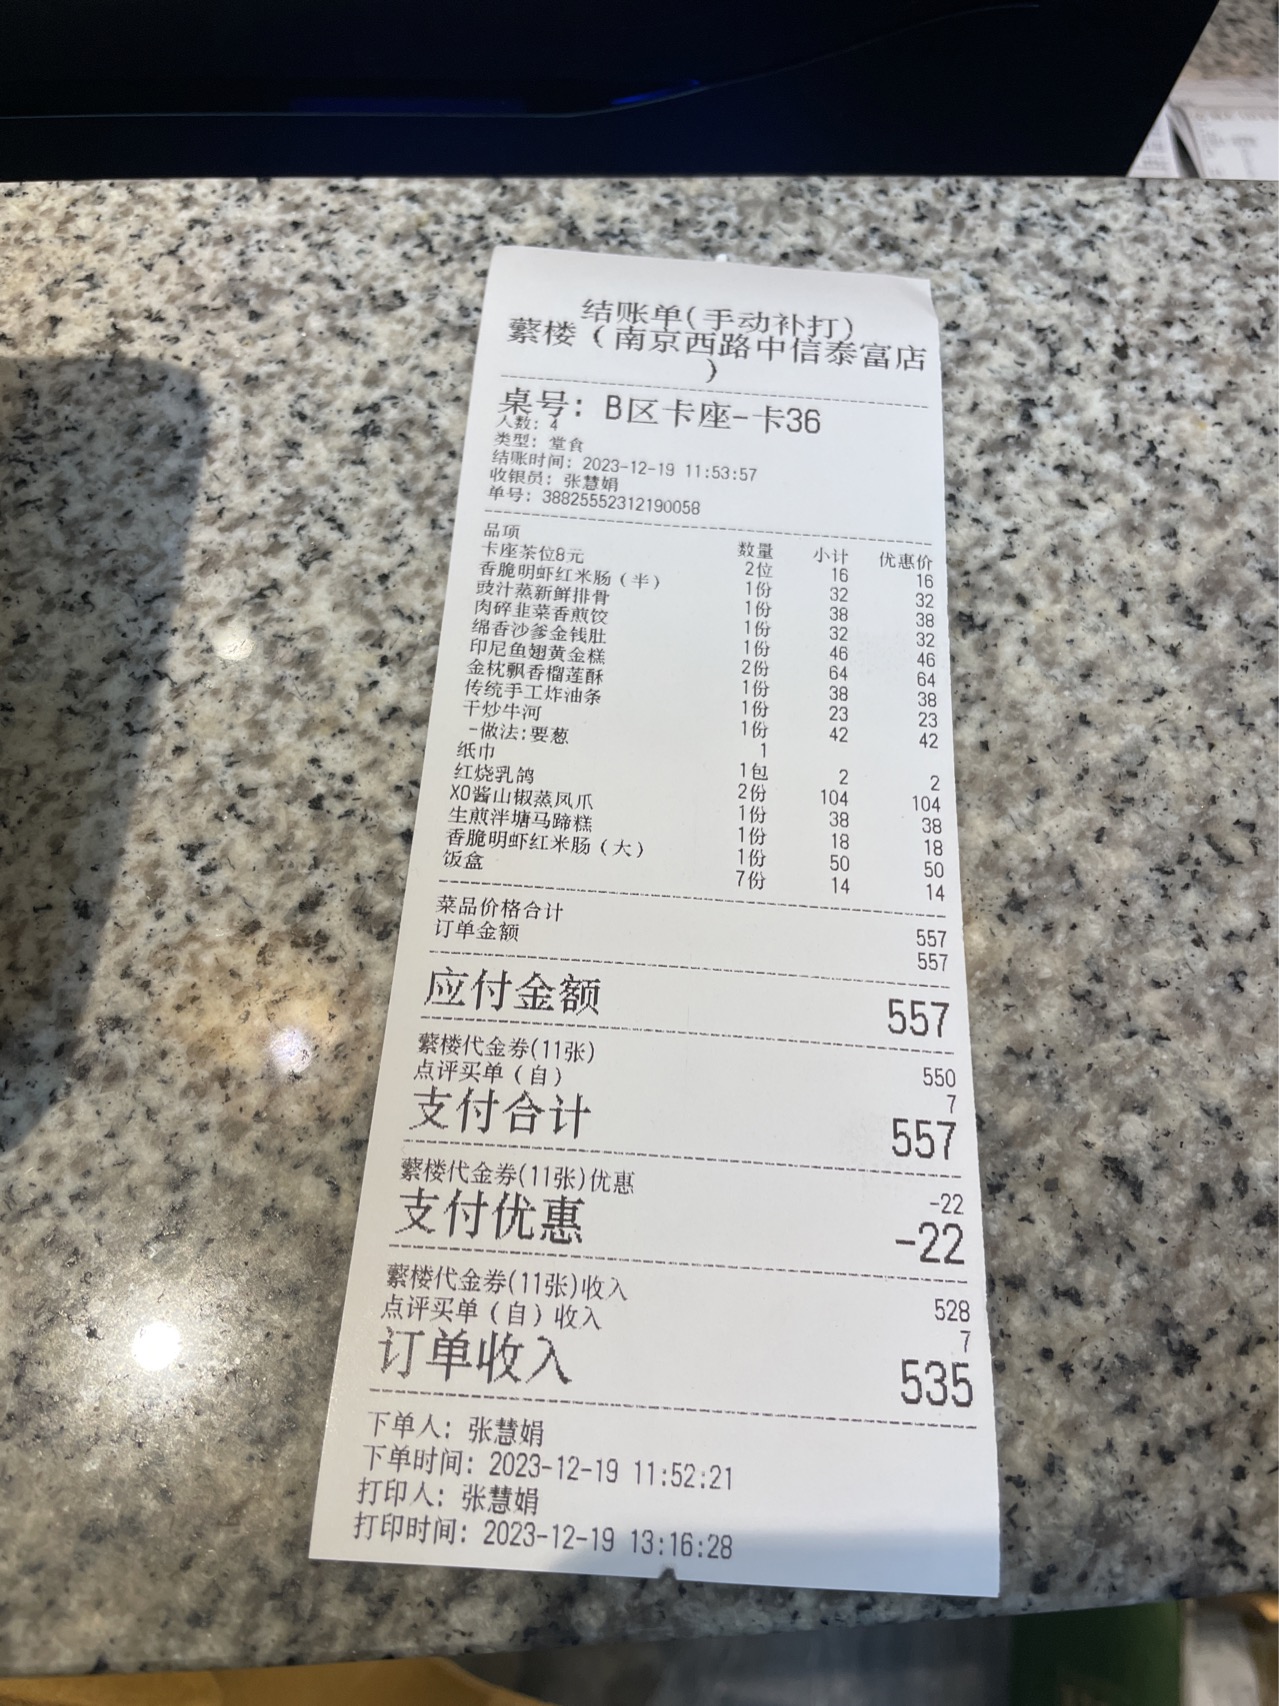 结账单(手动补打)
蘩楼（南京西路中信泰富店
）
桌号: B区卡座-卡36
人数: 4
类型: 堂食
结账时间: 2023-12-19 11:53:57
收银员: 张慧娟
单号: 38825552312190058
品项 数量 小计 优惠价
卡座茶位8元 2位 16 16
香脆明虾红米肠（半） 1份 32 32
豉汁蒸新鲜排骨 1份 38 38
肉碎韭菜香煎饺 1份 32 32
绵香沙爹金钱肚 1份 46 46
印尼鱼翅黄金糕 2份 64 64
金枕飘香榴莲酥 1份 38 38
传统手工炸油条 1份 23 23
干炒牛河 1份 42 42
-做法:要葱 1
纸巾 1包 2 2
红烧乳鸽 2份 104 104
XO酱山椒蒸凤爪 1份 38 38
生煎泮塘马蹄糕 1份 18 18
香脆明虾红米肠（大） 1份 50 50
饭盒 7份 14 14
菜品价格合计 557
订单金额 557
应付金额 557
蘩楼代金券(11张) 550
点评买单（自） 7
支付合计 557
蘩楼代金券(11张)优惠 -22
支付优惠 -22
蘩楼代金券(11张)收入 528
点评买单（自）收入 7
订单收入 535
下单人: 张慧娟
下单时间: 2023-12-19 11:52:21
打印人: 张慧娟
打印时间: 2023-12-19 13:16:28